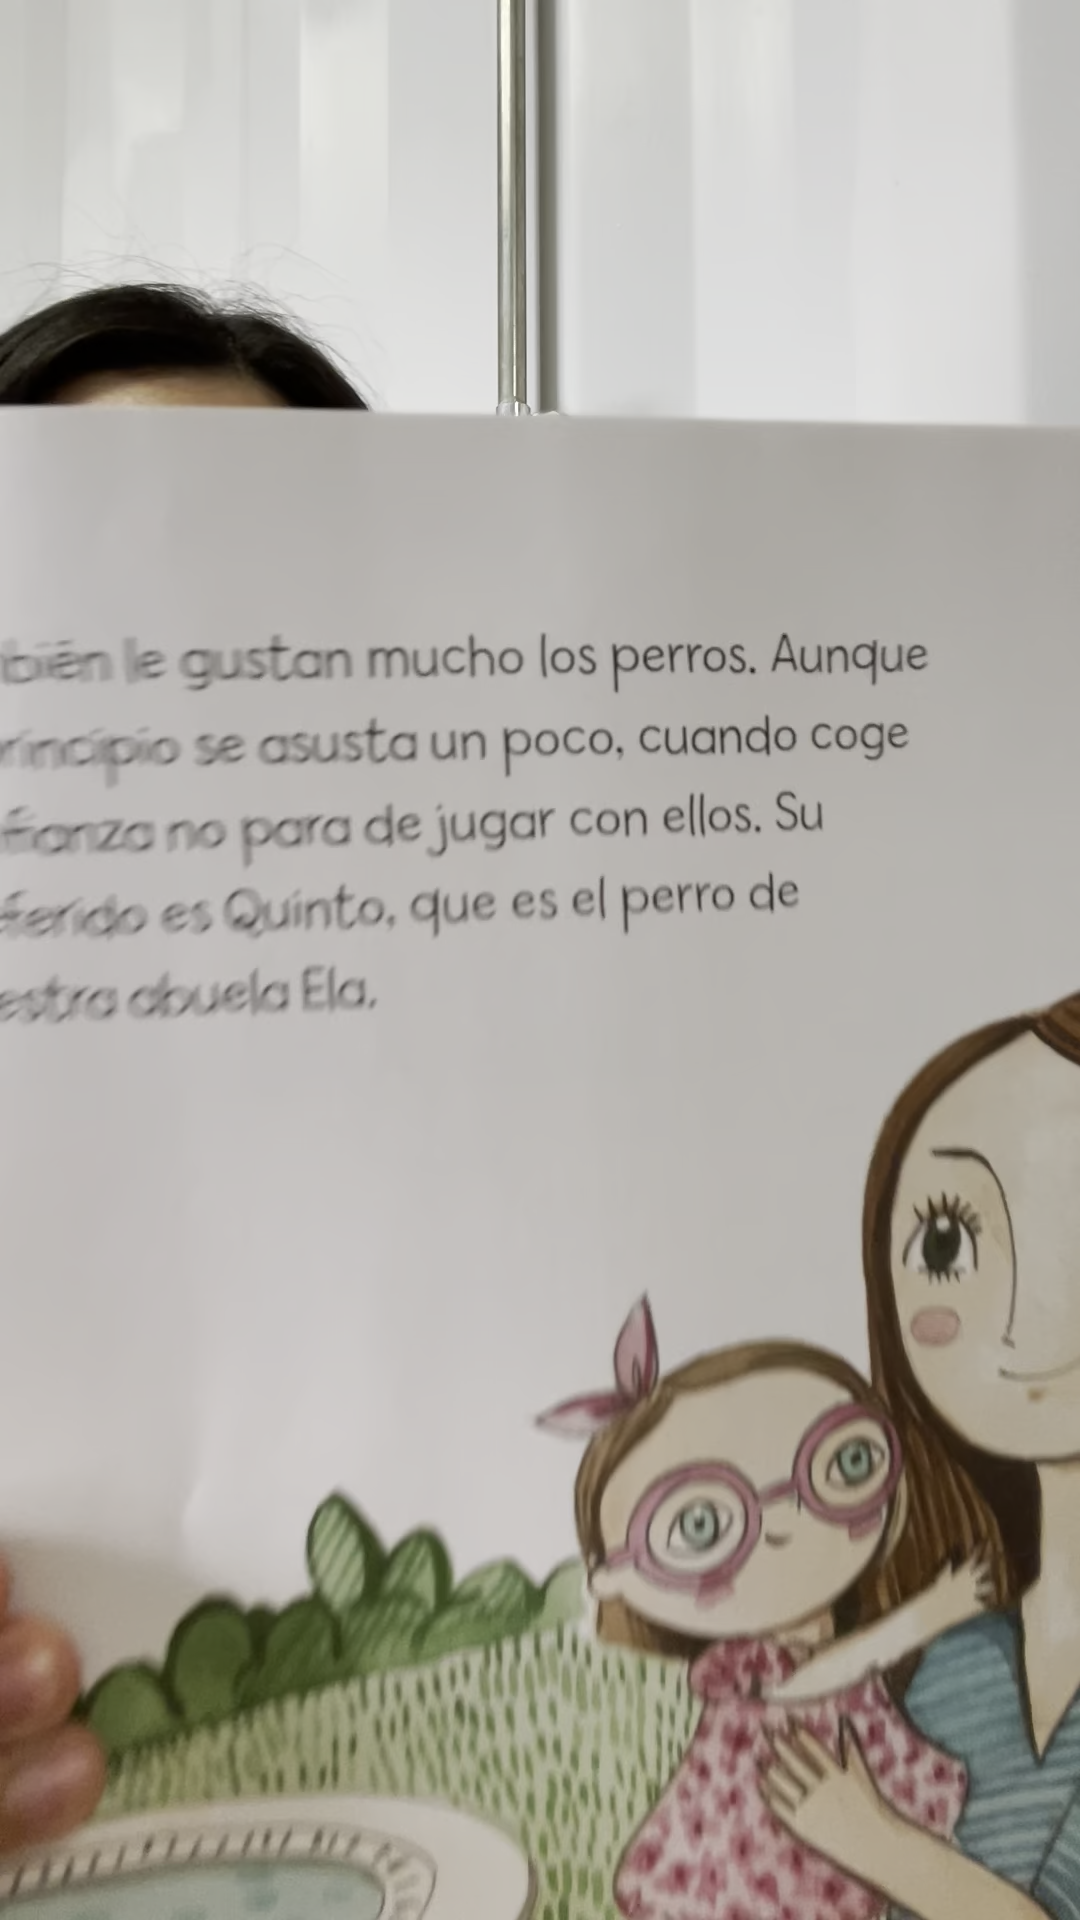 le gustan mucho los perros. Aunque
se asusta un poco, cuando coge
no para de jugar con ellos. Su
es Quinto, que es el perro de
abuela Ela.